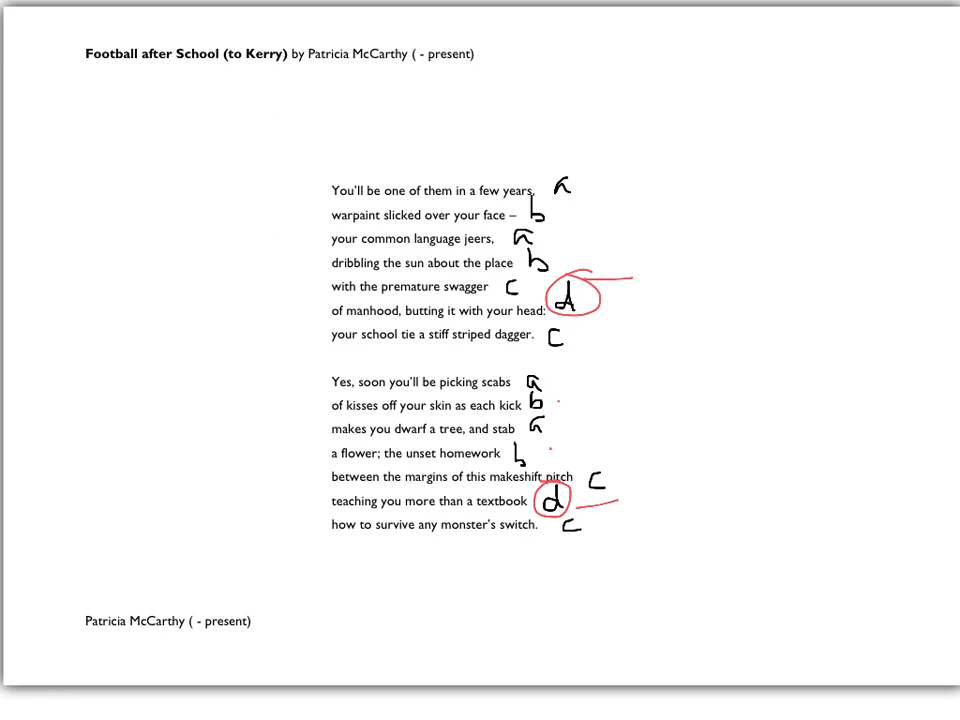 Football after School (to Kerry) by Patricia McCarthy ( - present)
You'll be one of them in a few years, a
warpaint slicked over your face – b
your common language jeers, a
dribbling the sun about the place b
with the premature swagger c
of manhood, butting it with your head: d
your school tie a stiff striped dagger. c
Yes, soon you'll be picking scabs a
of kisses off your skin as each kick b
makes you dwarf a tree, and stab a
a flower; the unset homework b
between the margins of this makeshift pitch c
teaching you more than a textbook d
how to survive any monster's switch. c
Patricia McCarthy ( - present)